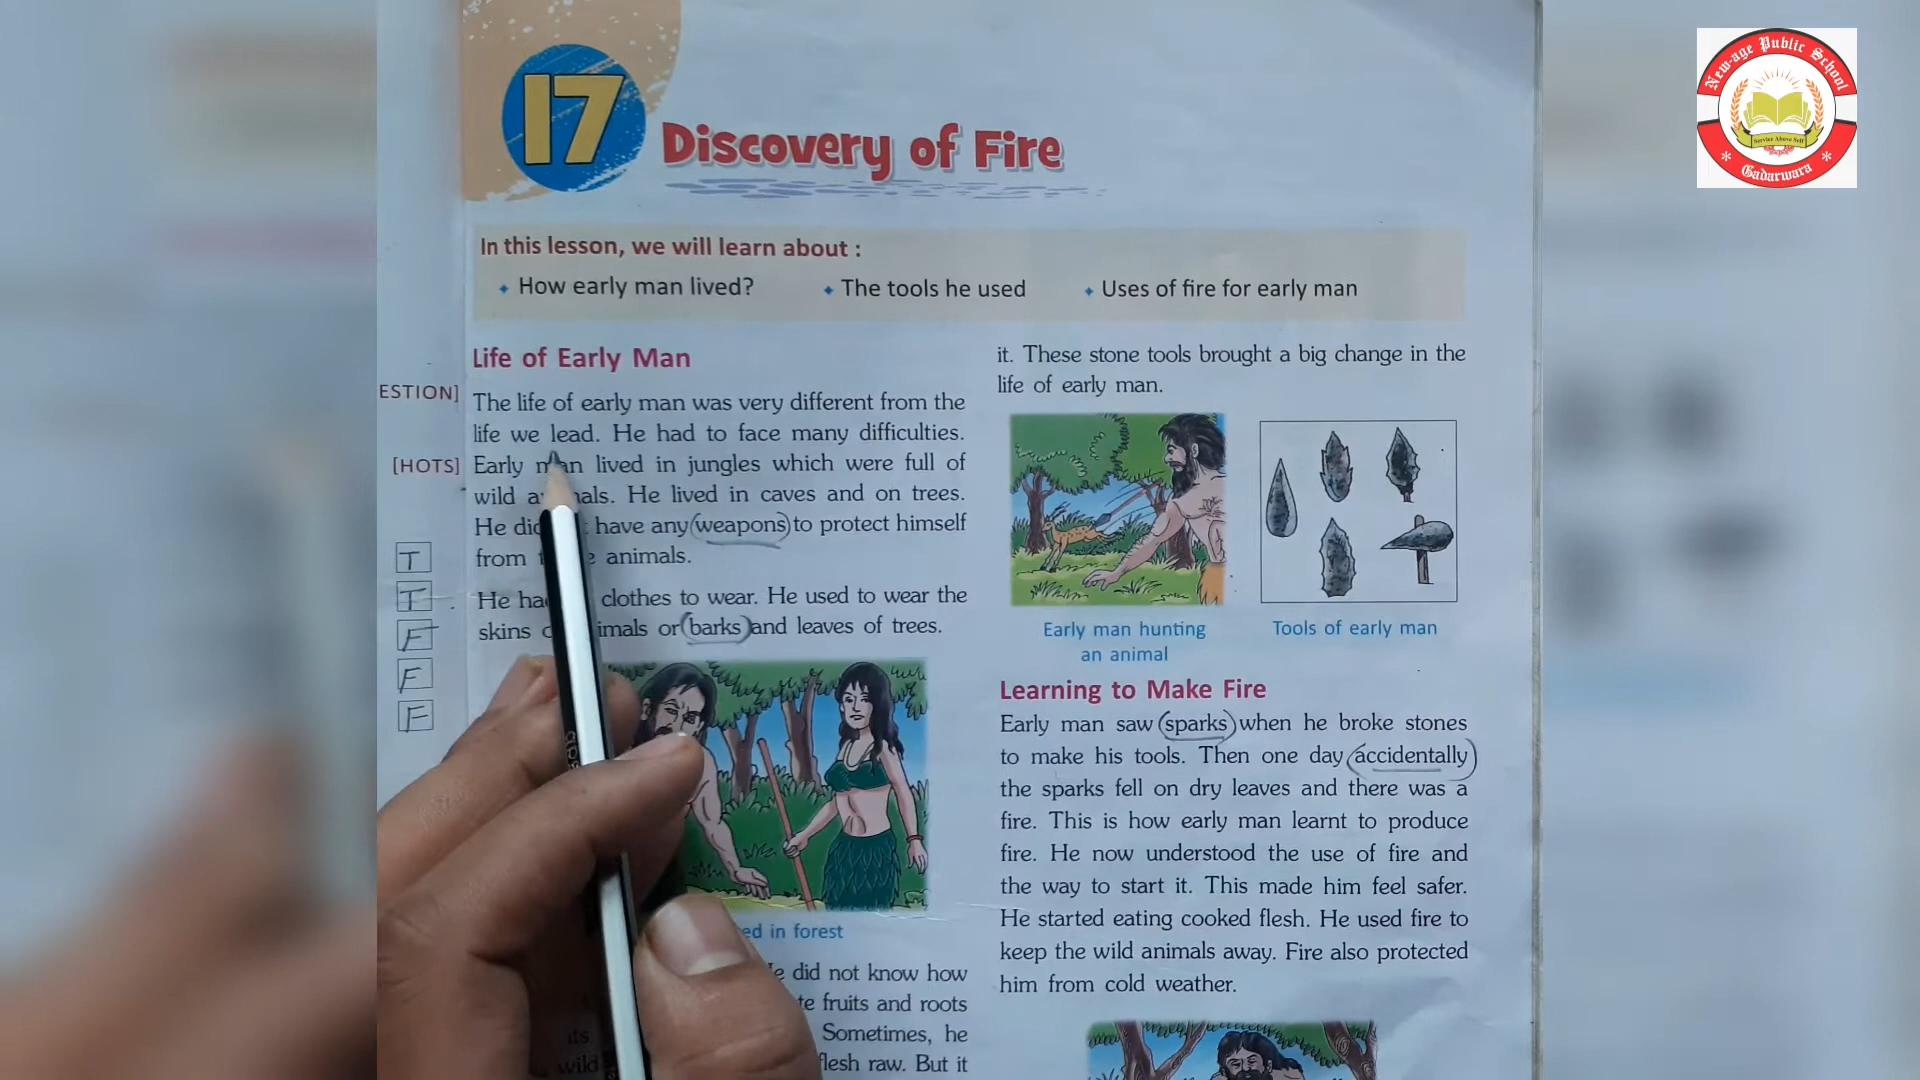 New-age Public School
Service Above Self
Gadarwara
17
Discovery of Fire
In this lesson, we will learn about :
How early man lived?
The tools he used
Uses of fire for early man
ESTION]
[HOTS]
T
T
F
F
F
Life of Early Man
The life of early man was very different from the
life we lead. He had to face many difficulties.
Early man lived in jungles which were full of
wild He lived in caves and on trees.
He have any weapons to protect himself
from animals.
He clothes to wear. He used to wear the
skins or barks and leaves of trees.
in forest
did not know how
fruits and roots
Sometimes, he
flesh raw. But it
its
wild
it. These stone tools brought a big change in the
life of early man.
Early man hunting
an animal
Tools of early man
Learning to Make Fire
Early man saw sparks when he broke stones
to make his tools. Then one day accidentally
the sparks fell on dry leaves and there was a
fire. This is how early man learnt to produce
fire. He now understood the use of fire and
the way to start it. This made him feel safer.
He started eating cooked flesh. He used fire to
keep the wild animals away. Fire also protected
him from cold weather.